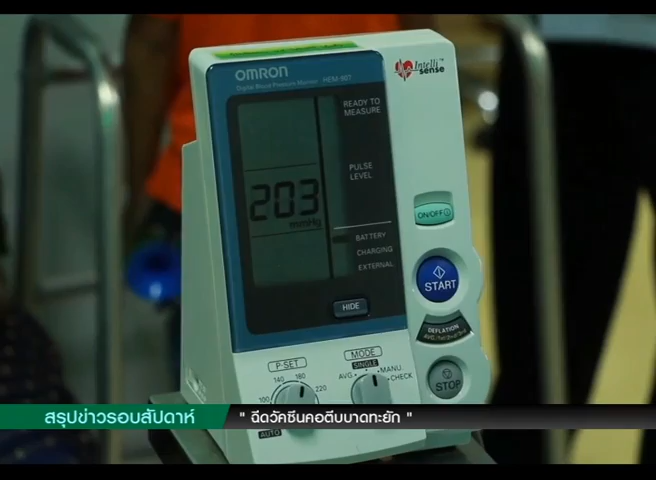 OMRON
Digital Blood Pressure Monitor HEM-907
Intelli
sense
READY TO
MEASURE
PULSE
LEVEL
203
mmHg
BATTERY
CHARGING
EXTERNAL
ON/OFF
START
HIDE
DEFLATION
STOP
P-SET
140 180
100 220
AUTO
MODE
SINGLE
AVG. MANU.
CHECK
สรุปข่าวรอบสัปดาห์
" ฉีดวัคซีนคอตีบบาดทะยัก "